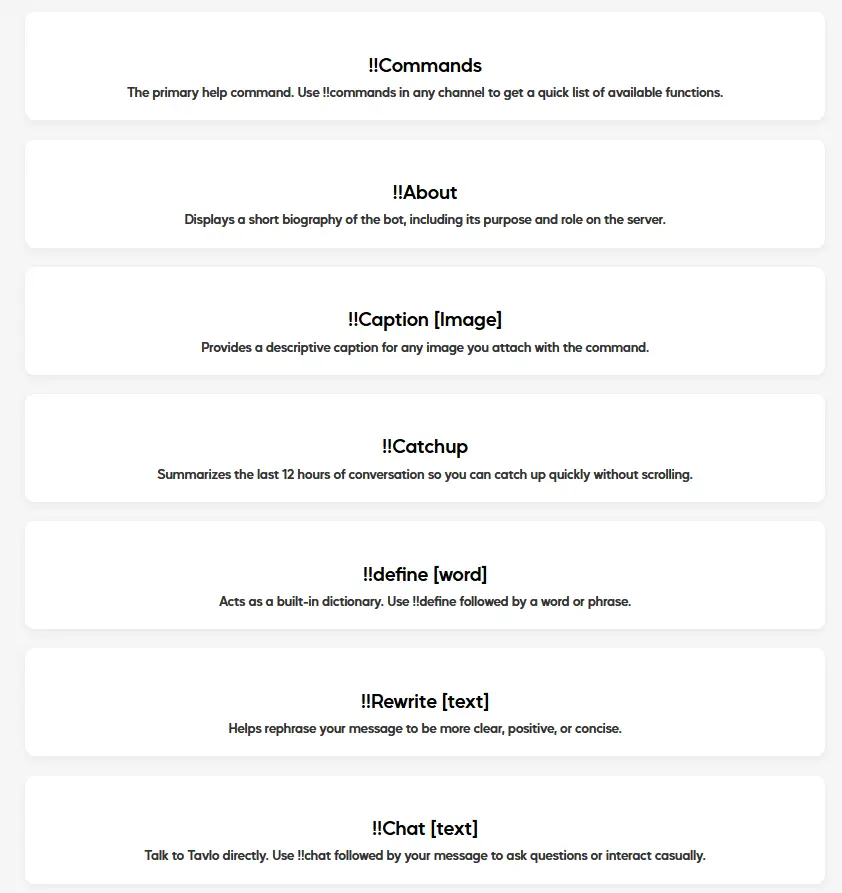 !!Commands
The primary help command. Use !!commands in any channel to get a quick list of available functions.
!!About
Displays a short biography of the bot, including its purpose and role on the server.
!!Caption [Image]
Provides a descriptive caption for any image you attach with the command.
!!Catchup
Summarizes the last 12 hours of conversation so you can catch up quickly without scrolling.
!!define [word]
Acts as a built-in dictionary. Use !!define followed by a word or phrase.
!!Rewrite [text]
Helps rephrase your message to be more clear, positive, or concise.
!!Chat [text]
Talk to Tavlo directly. Use !!chat followed by your message to ask questions or interact casually.